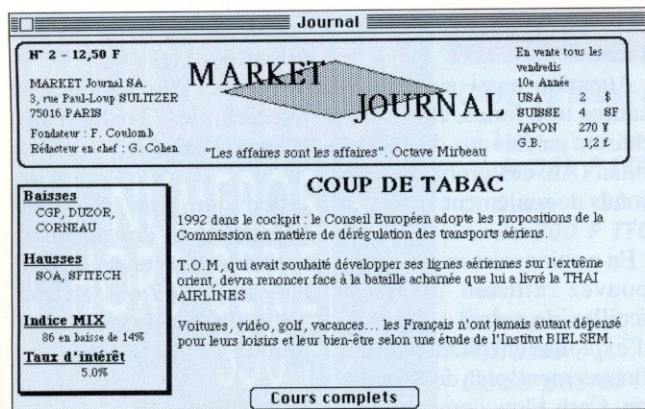 Journal
N° 2 - 12,50 F
MARKET Journal SA.
3, rue Paul-Loup SULITZER
75016 PARIS
Fondateur : F. Coulomb
Rédacteur en chef : G. Cohen
MARKET
JOURNAL
"Les affaires sont les affaires". Octave Mirbeau
En vente tous les
vendredis
10e Année
USA 2 $
SUISSE 4 SF
JAPON 270 ¥
G.B. 1,2 £
Baisses
CGP, DUZOR,
CORNEAU
Hausses
SOA, SFITECH
Indice MIX
86 en baisse de 14%
Taux d'intérêt
5.0%
COUP DE TABAC
1992 dans le cockpit : le Conseil Européen adopte les propositions de la
Commission en matière de dérégulation des transports aériens.
T.O.M, qui avait souhaité développer ses lignes aériennes sur l'extrême
orient, devra renoncer face à la bataille acharnée que lui a livré la THAI
AIRLINES
Voitures, vidéo, golf, vacances... les Français n'ont jamais autant dépensé
pour leurs loisirs et leur bien-être selon une étude de l'Institut BIELSEM.
Cours complets